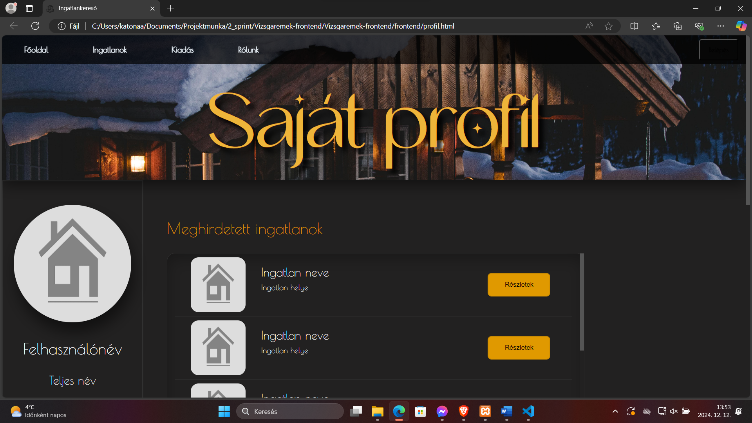 Ingatlankereső
Fájl
C:/Users/katonaa/Documents/Projektmunka/2_sprint/Vizsgaremek-frontend/Vizsgaremek-frontend/frontend/profil.html
Főoldal
Ingatlanok
Kiadás
Rólunk
Saját profil
Meghirdetett ingatlanok
Ingatlan neve
Ingatlan helye
Részletek
Ingatlan neve
Ingatlan helye
Részletek
Ingatlan neve
Felhasználónév
Teljes név
4°C
Időnként napos
Keresés
13:53
2024. 12. 12.